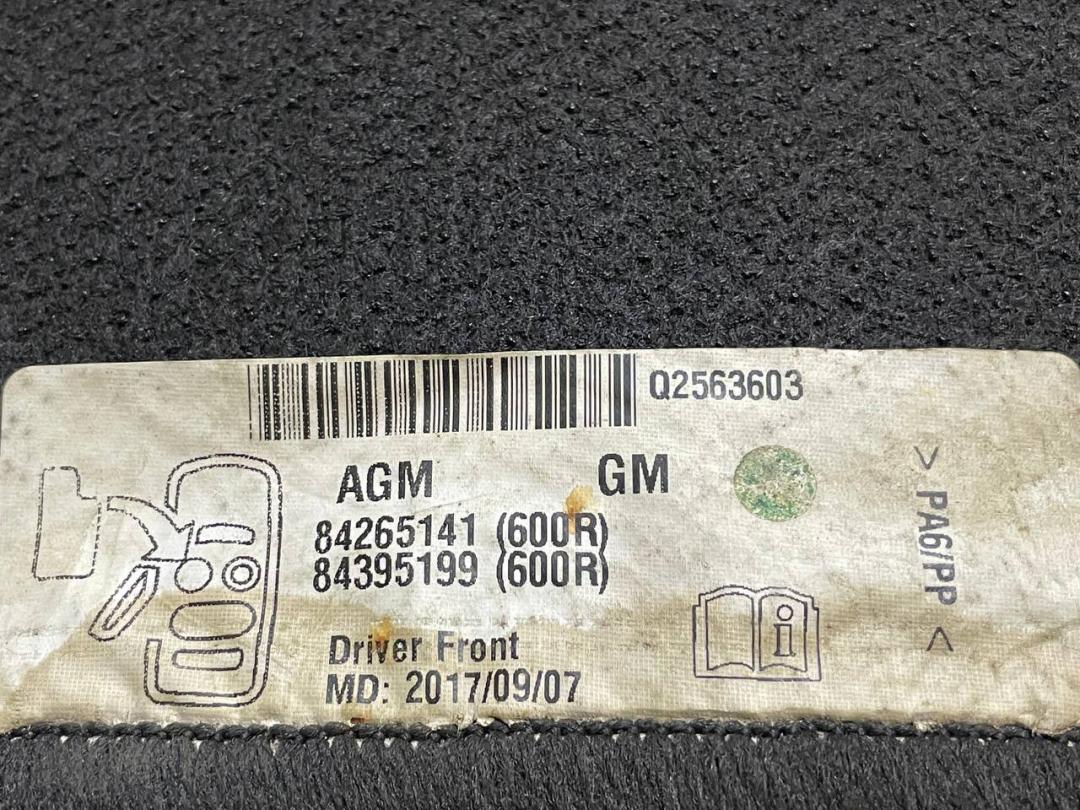 Q2563603
AGM GM
84265141 (600R)
84395199 (600R)
Driver Front
MD: 2017/09/07
>PA6/PP<
i